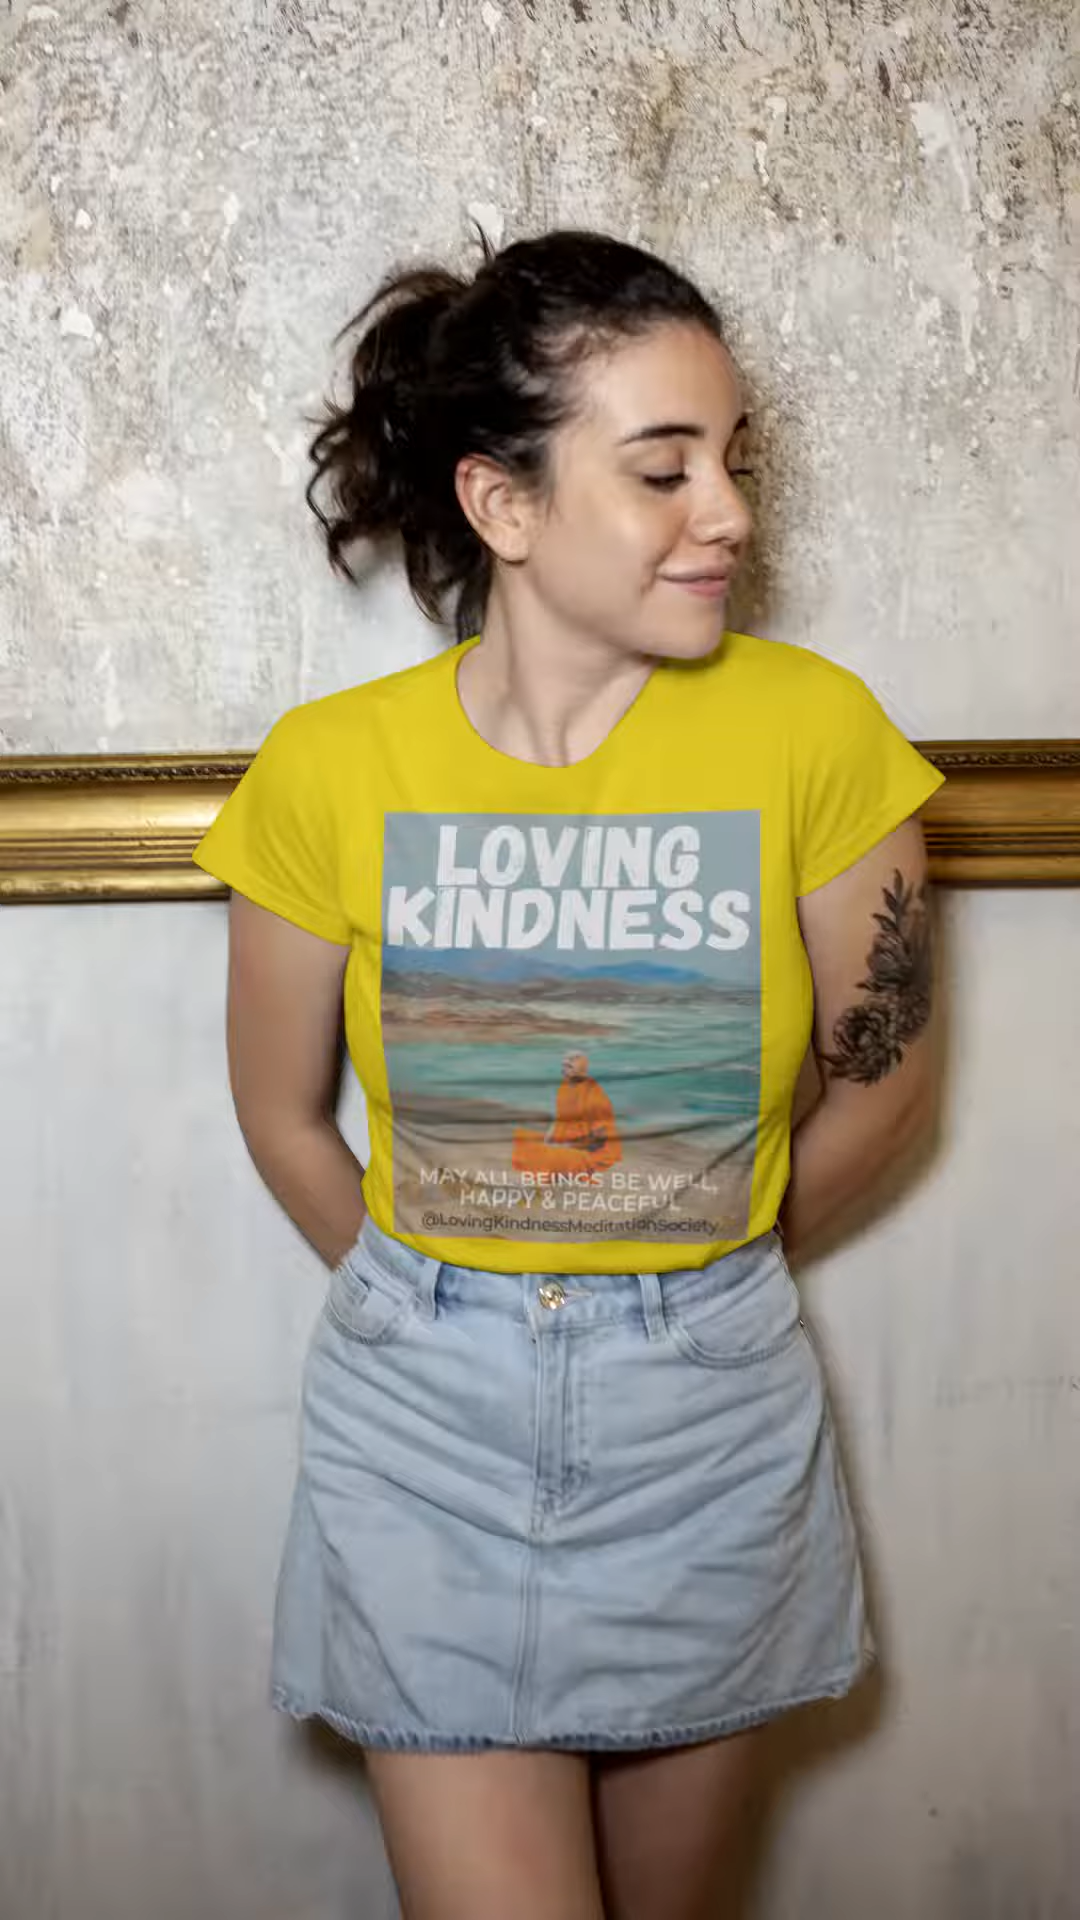 LOVING
KINDNESS
MAY ALL BEINGS BE WELL,
HAPPY & PEACEFUL
@LovingKindnessMeditationSociety